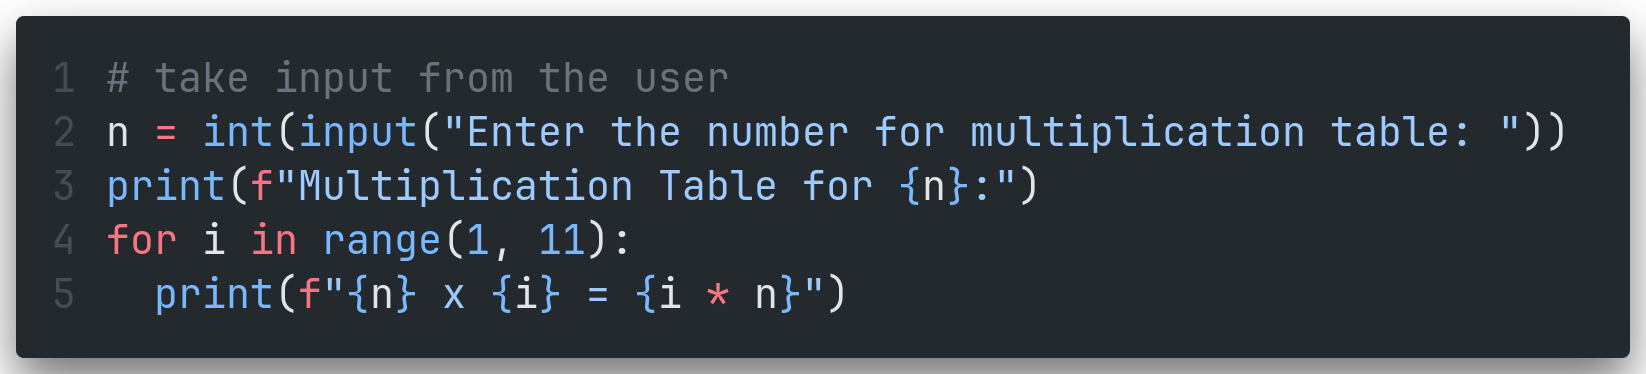 1 # take input from the user
2 n = int(input("Enter the number for multiplication table: "))
3 print(f"Multiplication Table for {n}:")
4 for i in range(1, 11):
5   print(f"{n} x {i} = {i * n}")